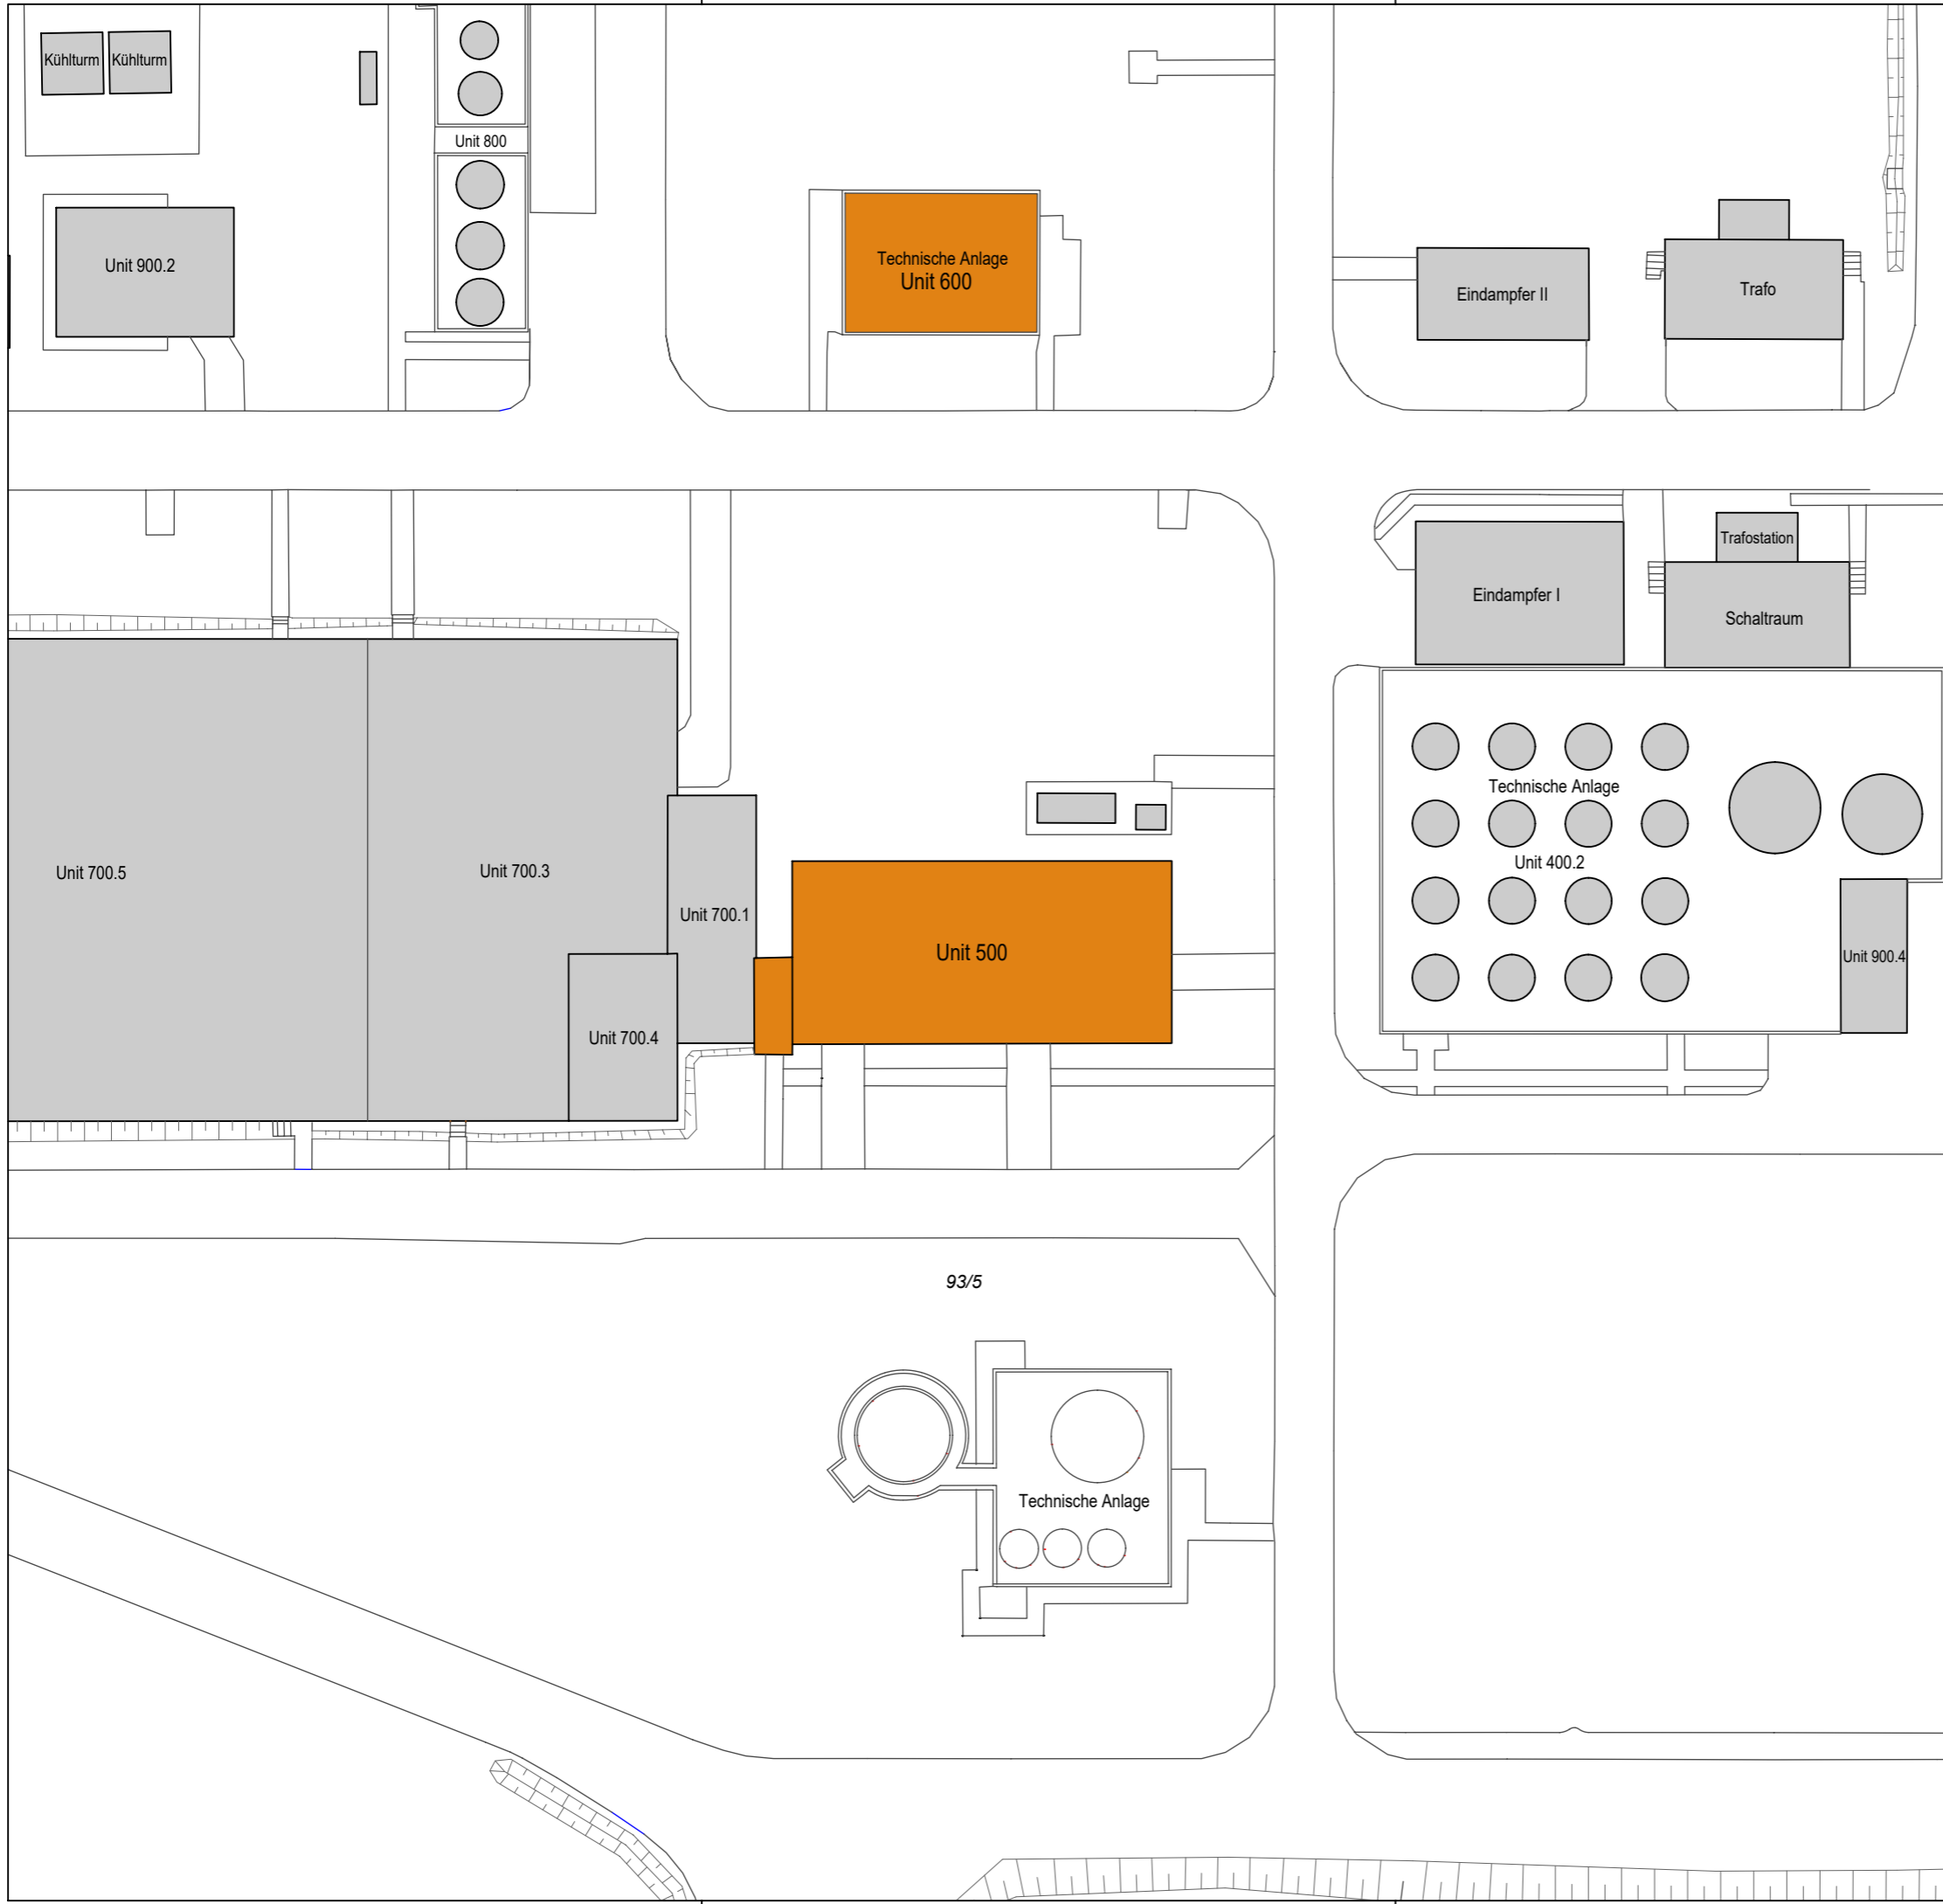 Kühlturm
Kühlturm
Unit 800
Unit 900.2
Technische Anlage
Unit 600
Eindampfer II
Trafo
Trafostation
Eindampfer I
Schaltraum
Technische Anlage
Unit 400.2
Unit 700.5
Unit 700.3
Unit 700.1
Unit 500
Unit 900.4
Unit 700.4
93/5
Technische Anlage